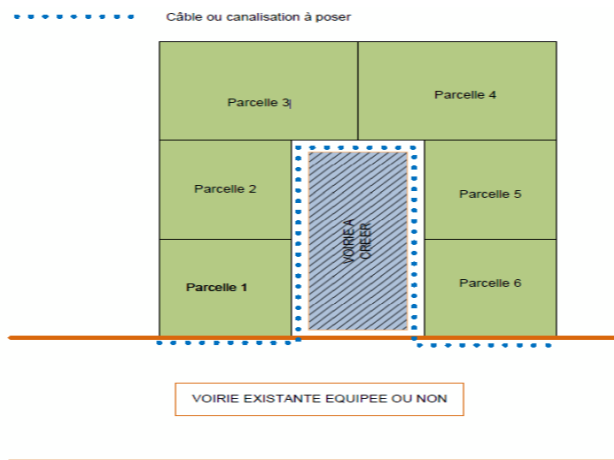 Câble ou canalisation à poser
Parcelle 3
Parcelle 4
Parcelle 2
Parcelle 5
VOIRIE A
CREER
Parcelle 1
Parcelle 6
VOIRIE EXISTANTE EQUIPEE OU NON